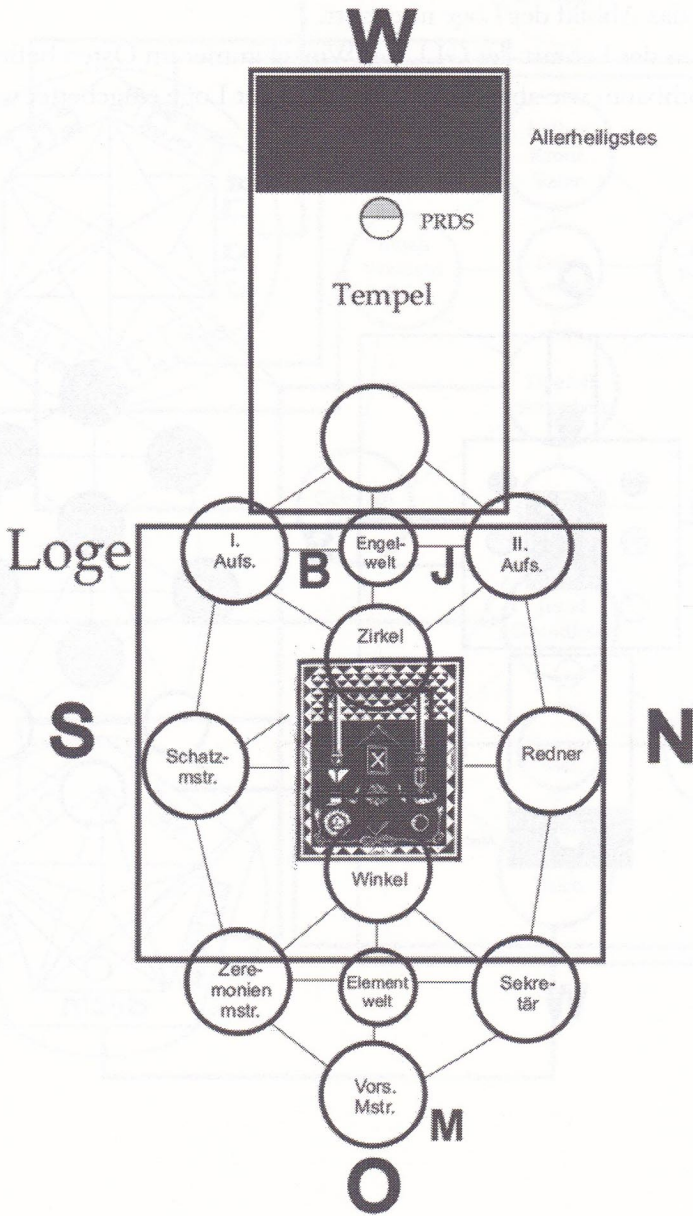 W
Allerheiligstes
PRDS
Tempel
Loge
I.
Aufs.
B
Engel-
welt
J
II.
Aufs.
Zirkel
S
Schatz-
mstr.
X
Redner
N
Winkel
Zere-
monien
mstr.
Element
welt
Sekre-
tär
Vors.
Mstr.
M
O